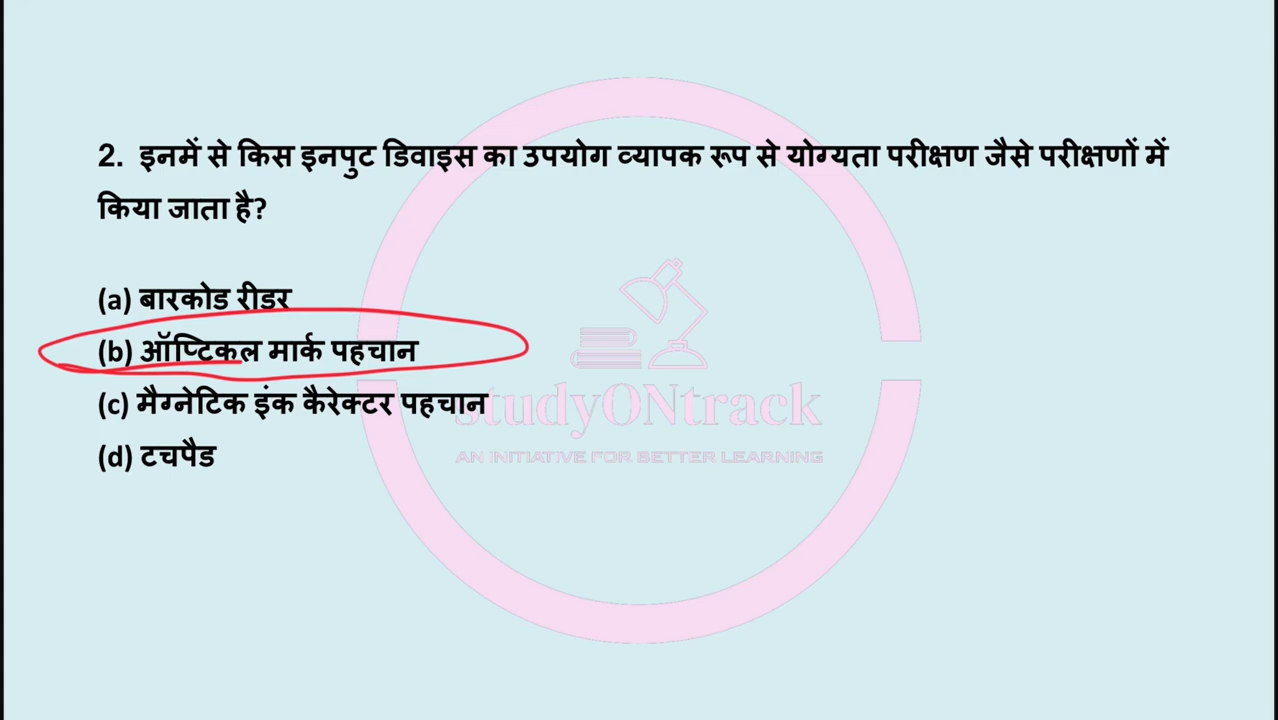 2. इनमें से किस इनपुट डिवाइस का उपयोग व्यापक रूप से योग्यता परीक्षण जैसे परीक्षणों में
किया जाता है?
(a) बारकोड रीडर
(b) ऑप्टिकल मार्क पहचान
(c) मैग्नेटिक इंक कैरेक्टर पहचान
(d) टचपैड
studyONtrack
AN INITIATIVE FOR BETTER LEARNING